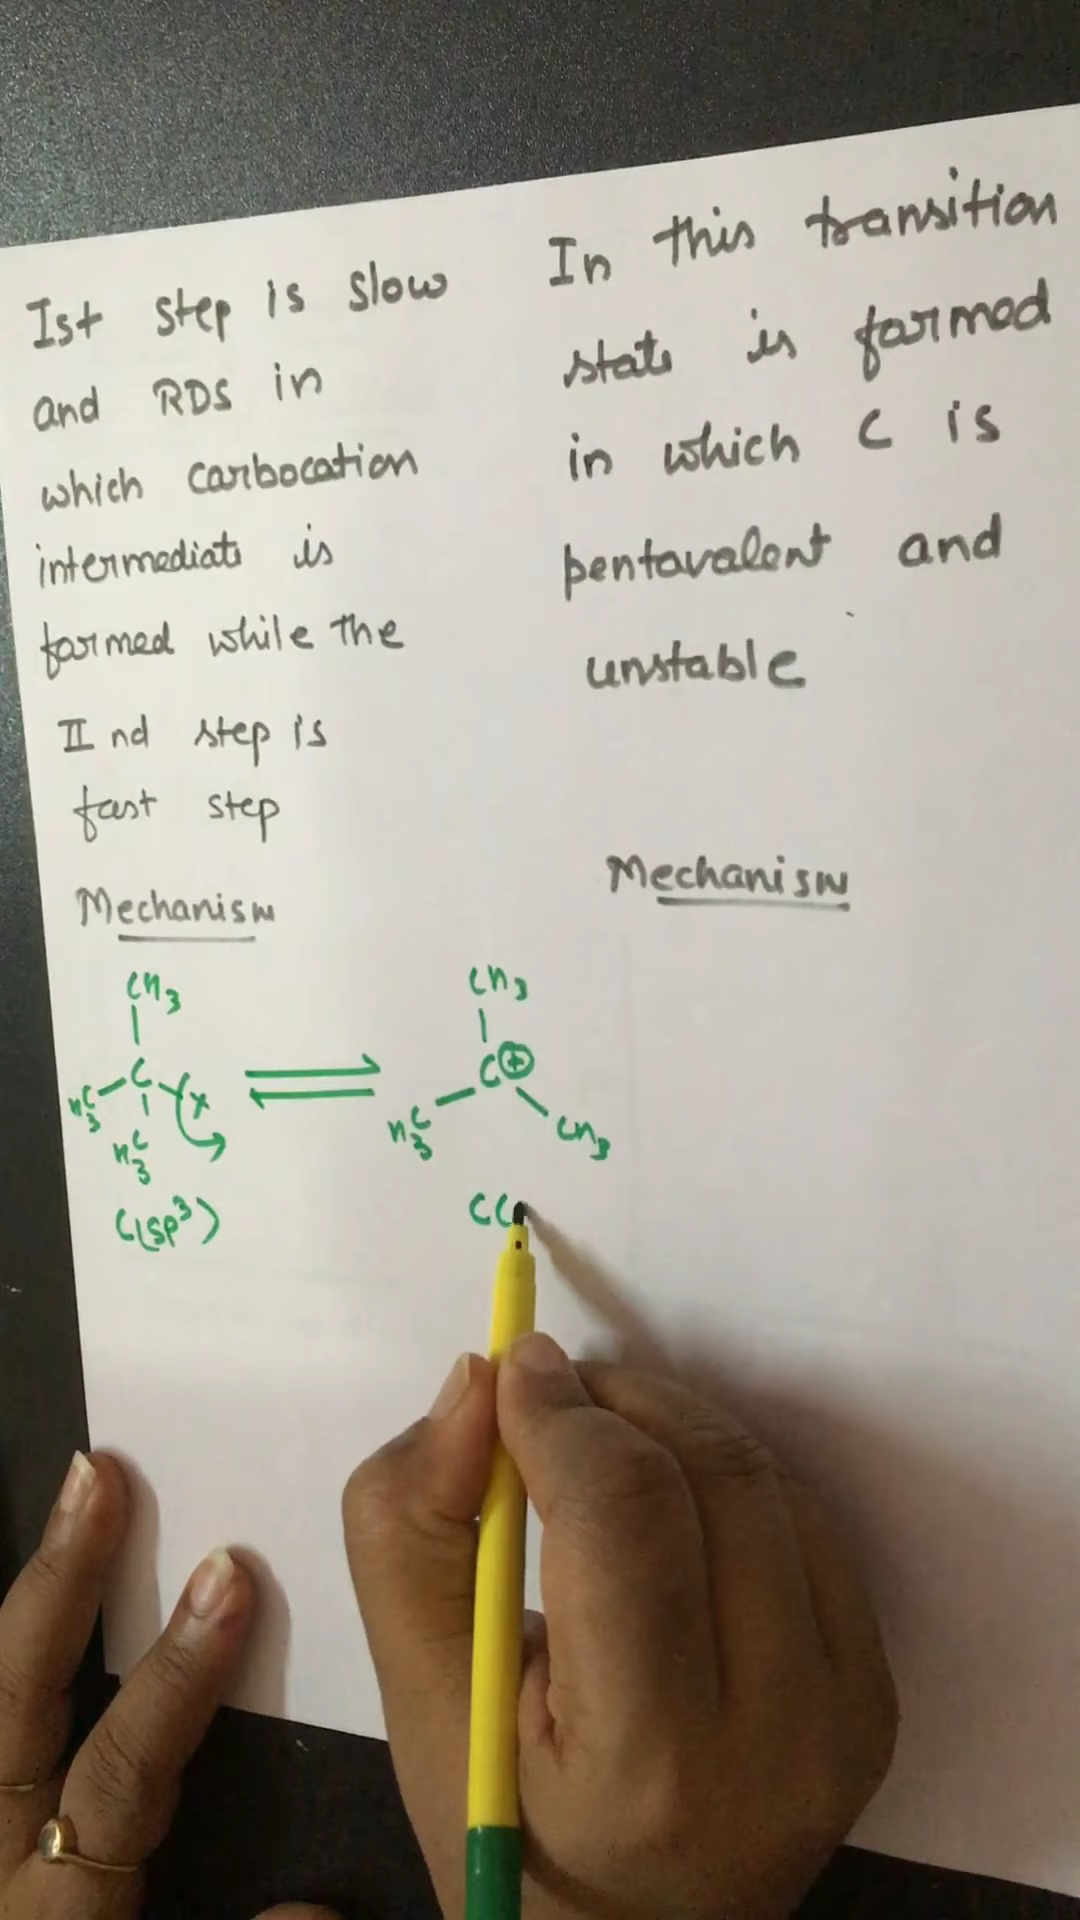 Ist step is slow
and RDS in
which carbocation
intermediate is
formed while the
II nd step is
fast step
Mechanism
CH3
H3C C X
H3C
C(sp3)
CH3
C+
H3C CH3
C(
In this transition
state is formed
in which C is
pentavalent and
unstable
Mechanism